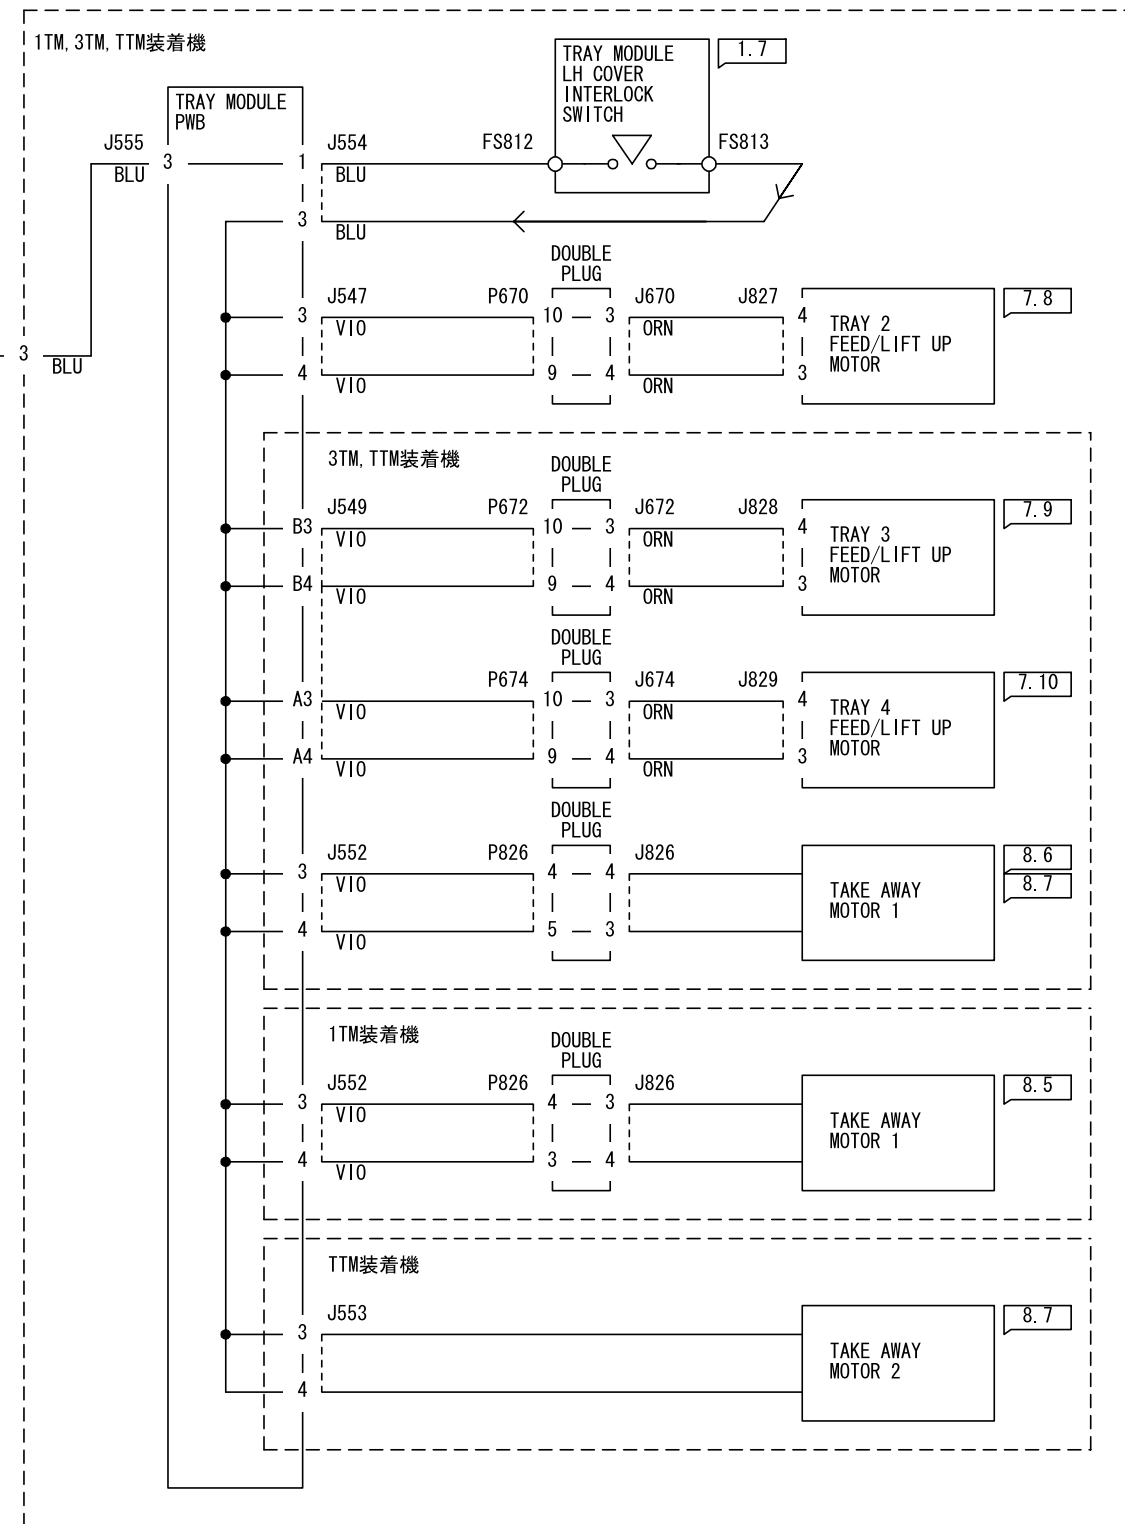 1TM, 3TM, TTM装着機
TRAY MODULE
LH COVER
INTERLOCK
SWITCH
1. 7
TRAY MODULE
PWB
J555
3
BLU
1
J554
BLU
FS812
FS813
3
BLU
3
BLU
DOUBLE
PLUG
J547
P670
J670
J827
7. 8
3
VIO
10 — 3
ORN
4
TRAY 2
FEED/LIFT UP
MOTOR
4
VIO
9 — 4
ORN
3
3TM, TTM装着機
DOUBLE
PLUG
J549
P672
J672
J828
7. 9
B3
VIO
10 — 3
ORN
4
TRAY 3
FEED/LIFT UP
MOTOR
B4
VIO
9 — 4
ORN
3
DOUBLE
PLUG
P674
J674
J829
7. 10
A3
VIO
10 — 3
ORN
4
TRAY 4
FEED/LIFT UP
MOTOR
A4
VIO
9 — 4
ORN
3
DOUBLE
PLUG
J552
P826
J826
8. 6
8. 7
3
VIO
4 — 4
TAKE AWAY
MOTOR 1
4
VIO
5 — 3
1TM装着機
DOUBLE
PLUG
J552
P826
J826
8. 5
3
VIO
4 — 3
TAKE AWAY
MOTOR 1
4
VIO
3 — 4
TTM装着機
J553
8. 7
3
TAKE AWAY
MOTOR 2
4